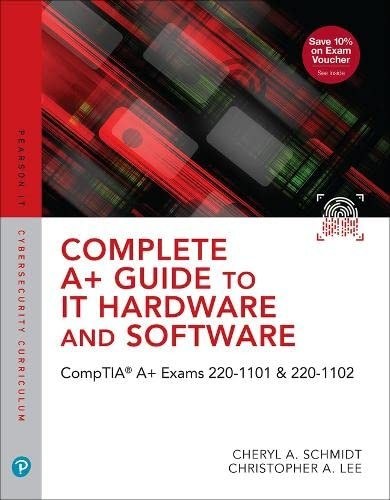 Save 10%
on Exam
Voucher
See inside
PEARSON IT
CYBERSECURITY CURRICULUM
COMPLETE
A+ GUIDE TO
IT HARDWARE
AND SOFTWARE
CompTIA® A+ Exams 220-1101 & 220-1102
CHERYL A. SCHMIDT
CHRISTOPHER A. LEE
P